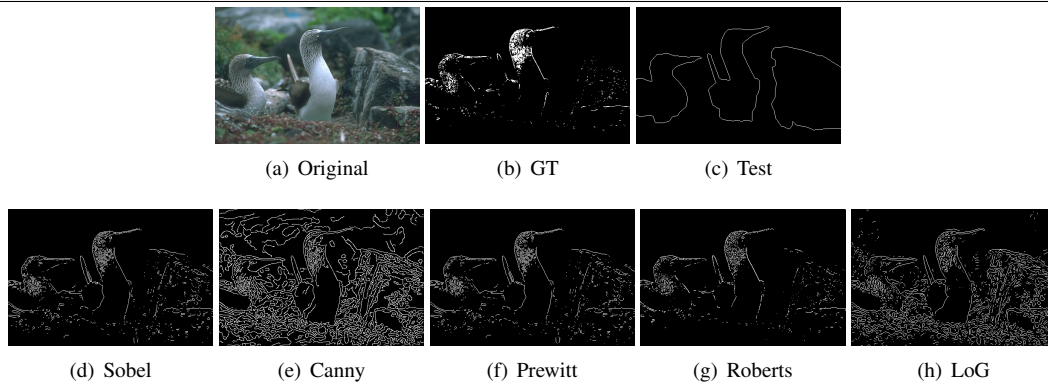 (a) Original
(b) GT
(c) Test
(d) Sobel
(e) Canny
(f) Prewitt
(g) Roberts
(h) LoG